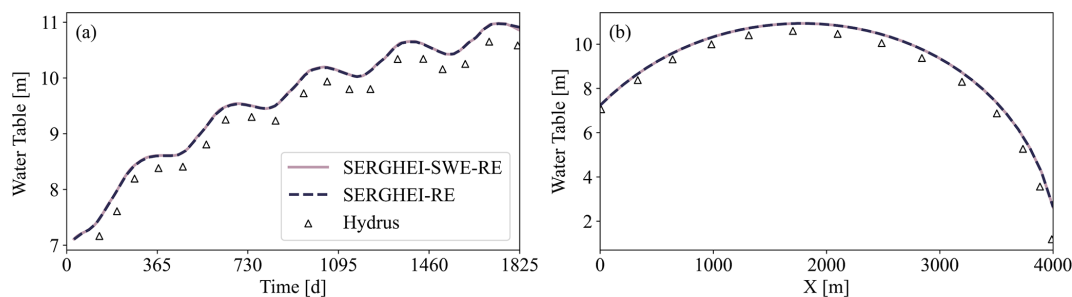 (a)
Water Table [m]
11
10
9
8
7
0 365 730 1095 1460 1825
Time [d]
SERGHEI-SWE-RE
SERGHEI-RE
Hydrus
(b)
Water Table [m]
10
8
6
4
2
0 1000 2000 3000 4000
X [m]